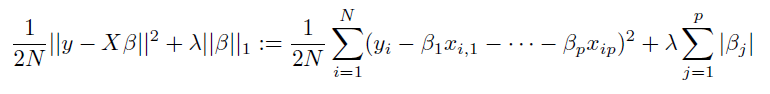 $\frac{1}{2N}||y - X\beta||^2 + \lambda||\beta||_1 := \frac{1}{2N}\sum_{i=1}^{N}(y_i - \beta_1 x_{i,1} - \cdots - \beta_p x_{ip})^2 + \lambda\sum_{j=1}^{p}|\beta_j|$